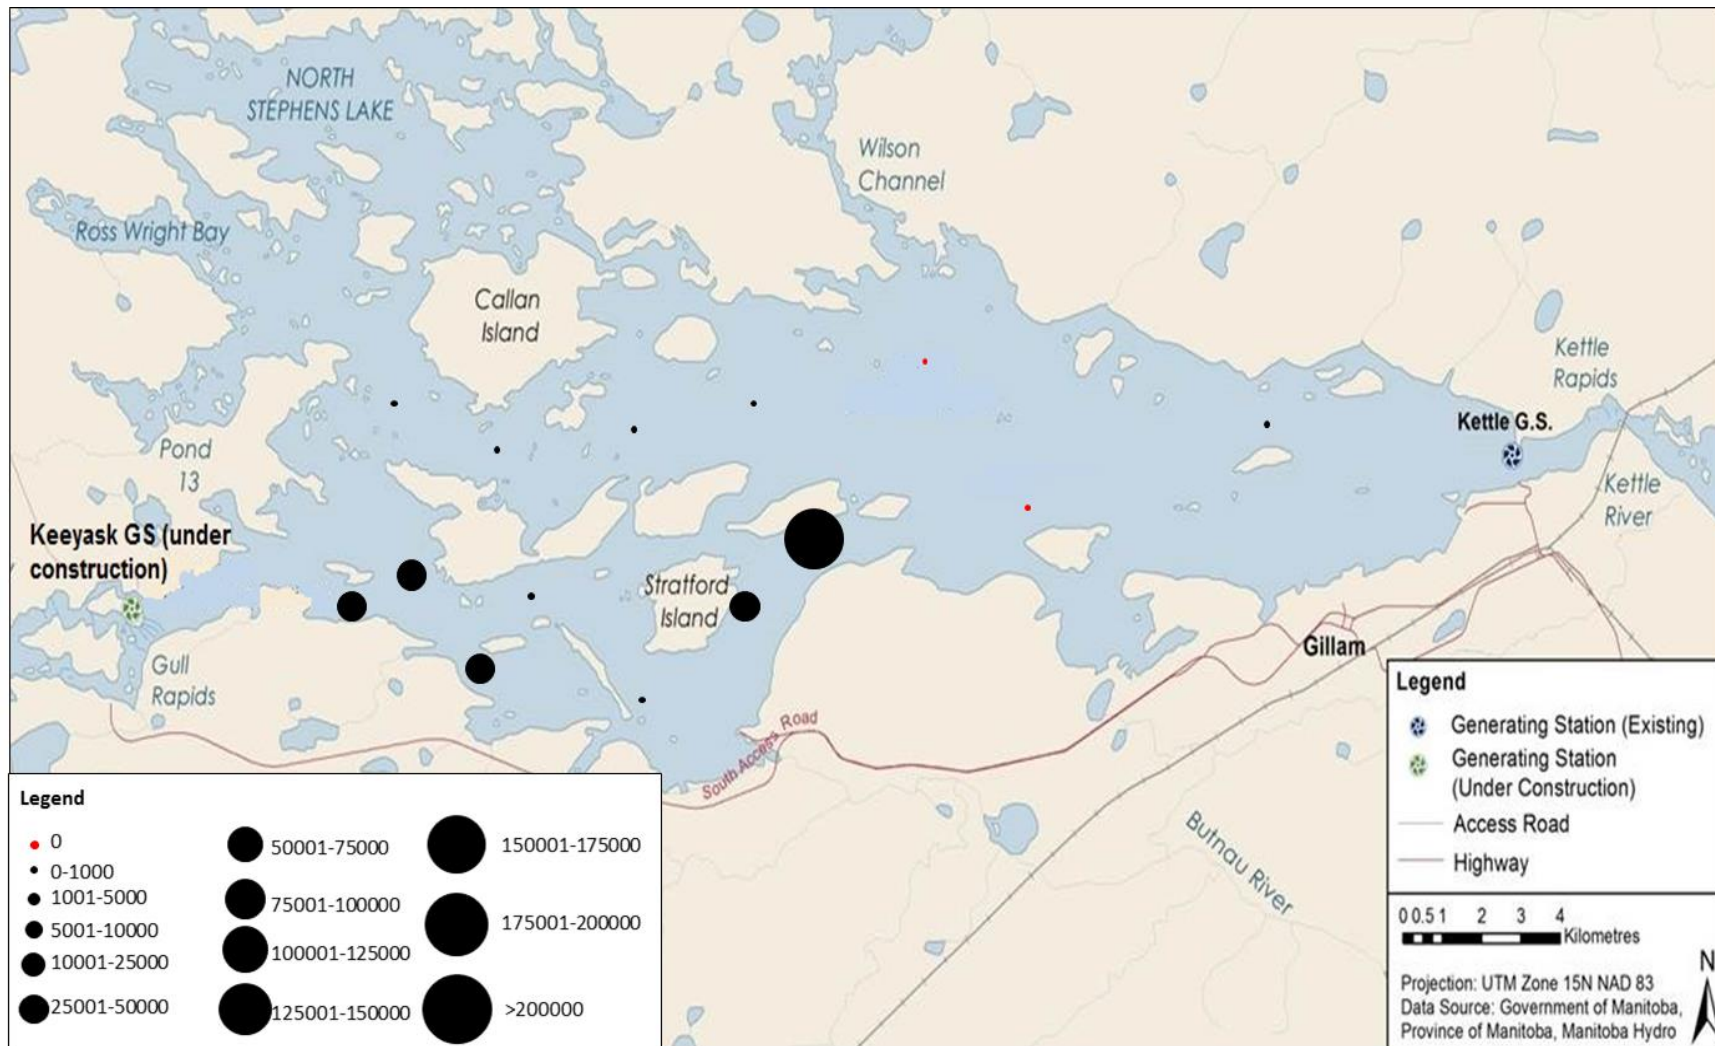 NORTH
STEPHENS LAKE
Wilson
Channel
Ross Wright Bay
Callan
Island
Kettle
Rapids
Kettle G.S.
Pond
13
Kettle
River
Keeyask GS (under
construction)
Stratford
Island
Gillam
Gull
Rapids
South Access Road
Butnau River
Legend
0
0-1000
1001-5000
5001-10000
10001-25000
25001-50000
50001-75000
75001-100000
100001-125000
125001-150000
150001-175000
175001-200000
>200000
Legend
Generating Station (Existing)
Generating Station
(Under Construction)
Access Road
Highway
0 0.5 1 2 3 4
Kilometres
N
Projection: UTM Zone 15N NAD 83
Data Source: Government of Manitoba,
Province of Manitoba, Manitoba Hydro